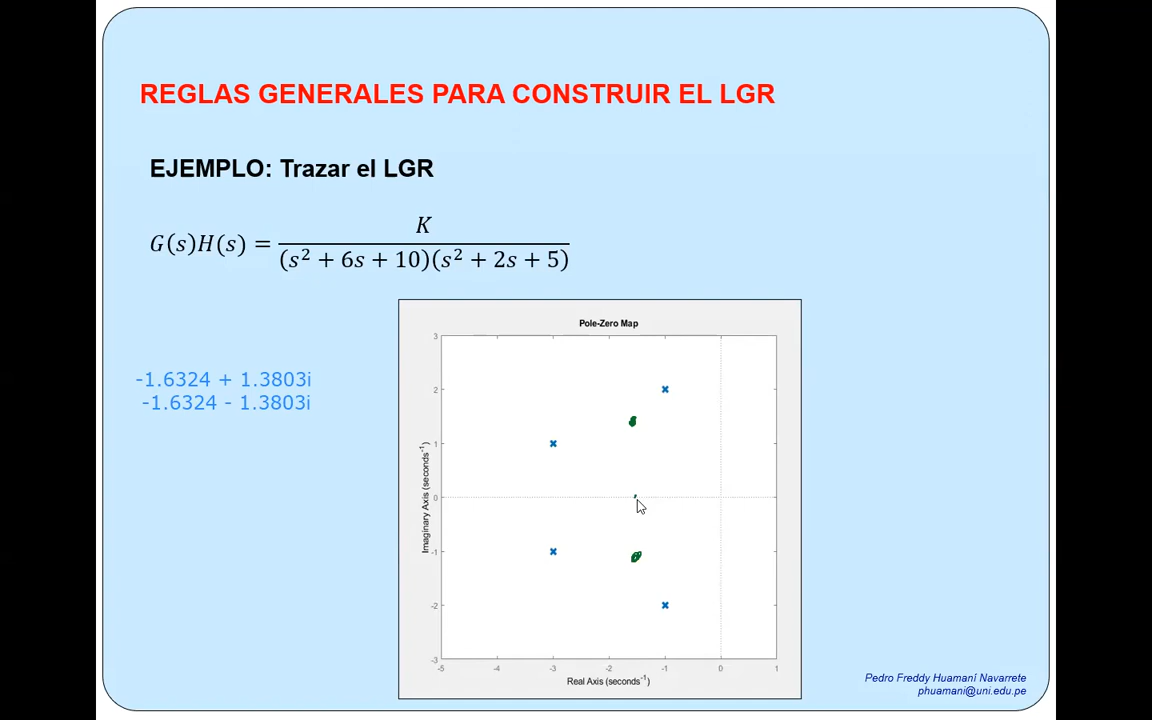 REGLAS GENERALES PARA CONSTRUIR EL LGR
EJEMPLO: Trazar el LGR
G(s)H(s) = K / ((s² + 6s + 10)(s² + 2s + 5))
-1.6324 + 1.3803i
-1.6324 - 1.3803i
Pole-Zero Map
Imaginary Axis (seconds⁻¹)
3
2
1
0
-1
-2
-3
-5 -4 -3 -2 -1 0 1
Real Axis (seconds⁻¹)
Pedro Freddy Huamaní Navarrete
phuamani@uni.edu.pe